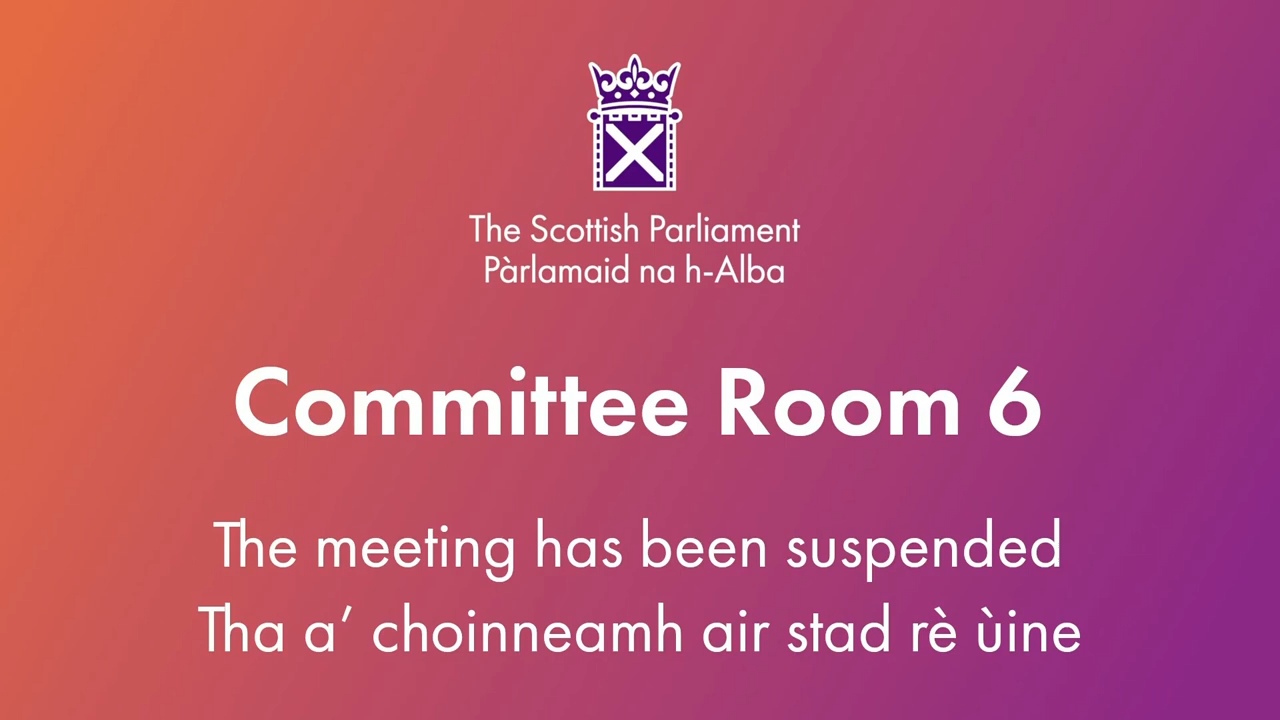 The Scottish Parliament
Pàrlamaid na h-Alba
Committee Room 6
The meeting has been suspended
Tha a’ choinneamh air stad rè ùine